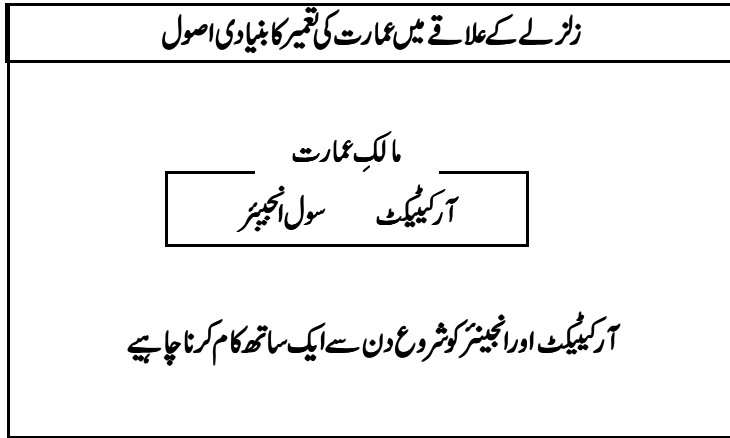 زلزلے کے علاقے میں عمارت کی تعمیر کا بنیادی اصول
مالکِ عمارت
آرکیٹیکٹ سول انجینئر
آرکیٹیکٹ اور انجینئر کو شروع دن سے ایک ساتھ کام کرنا چاہیے